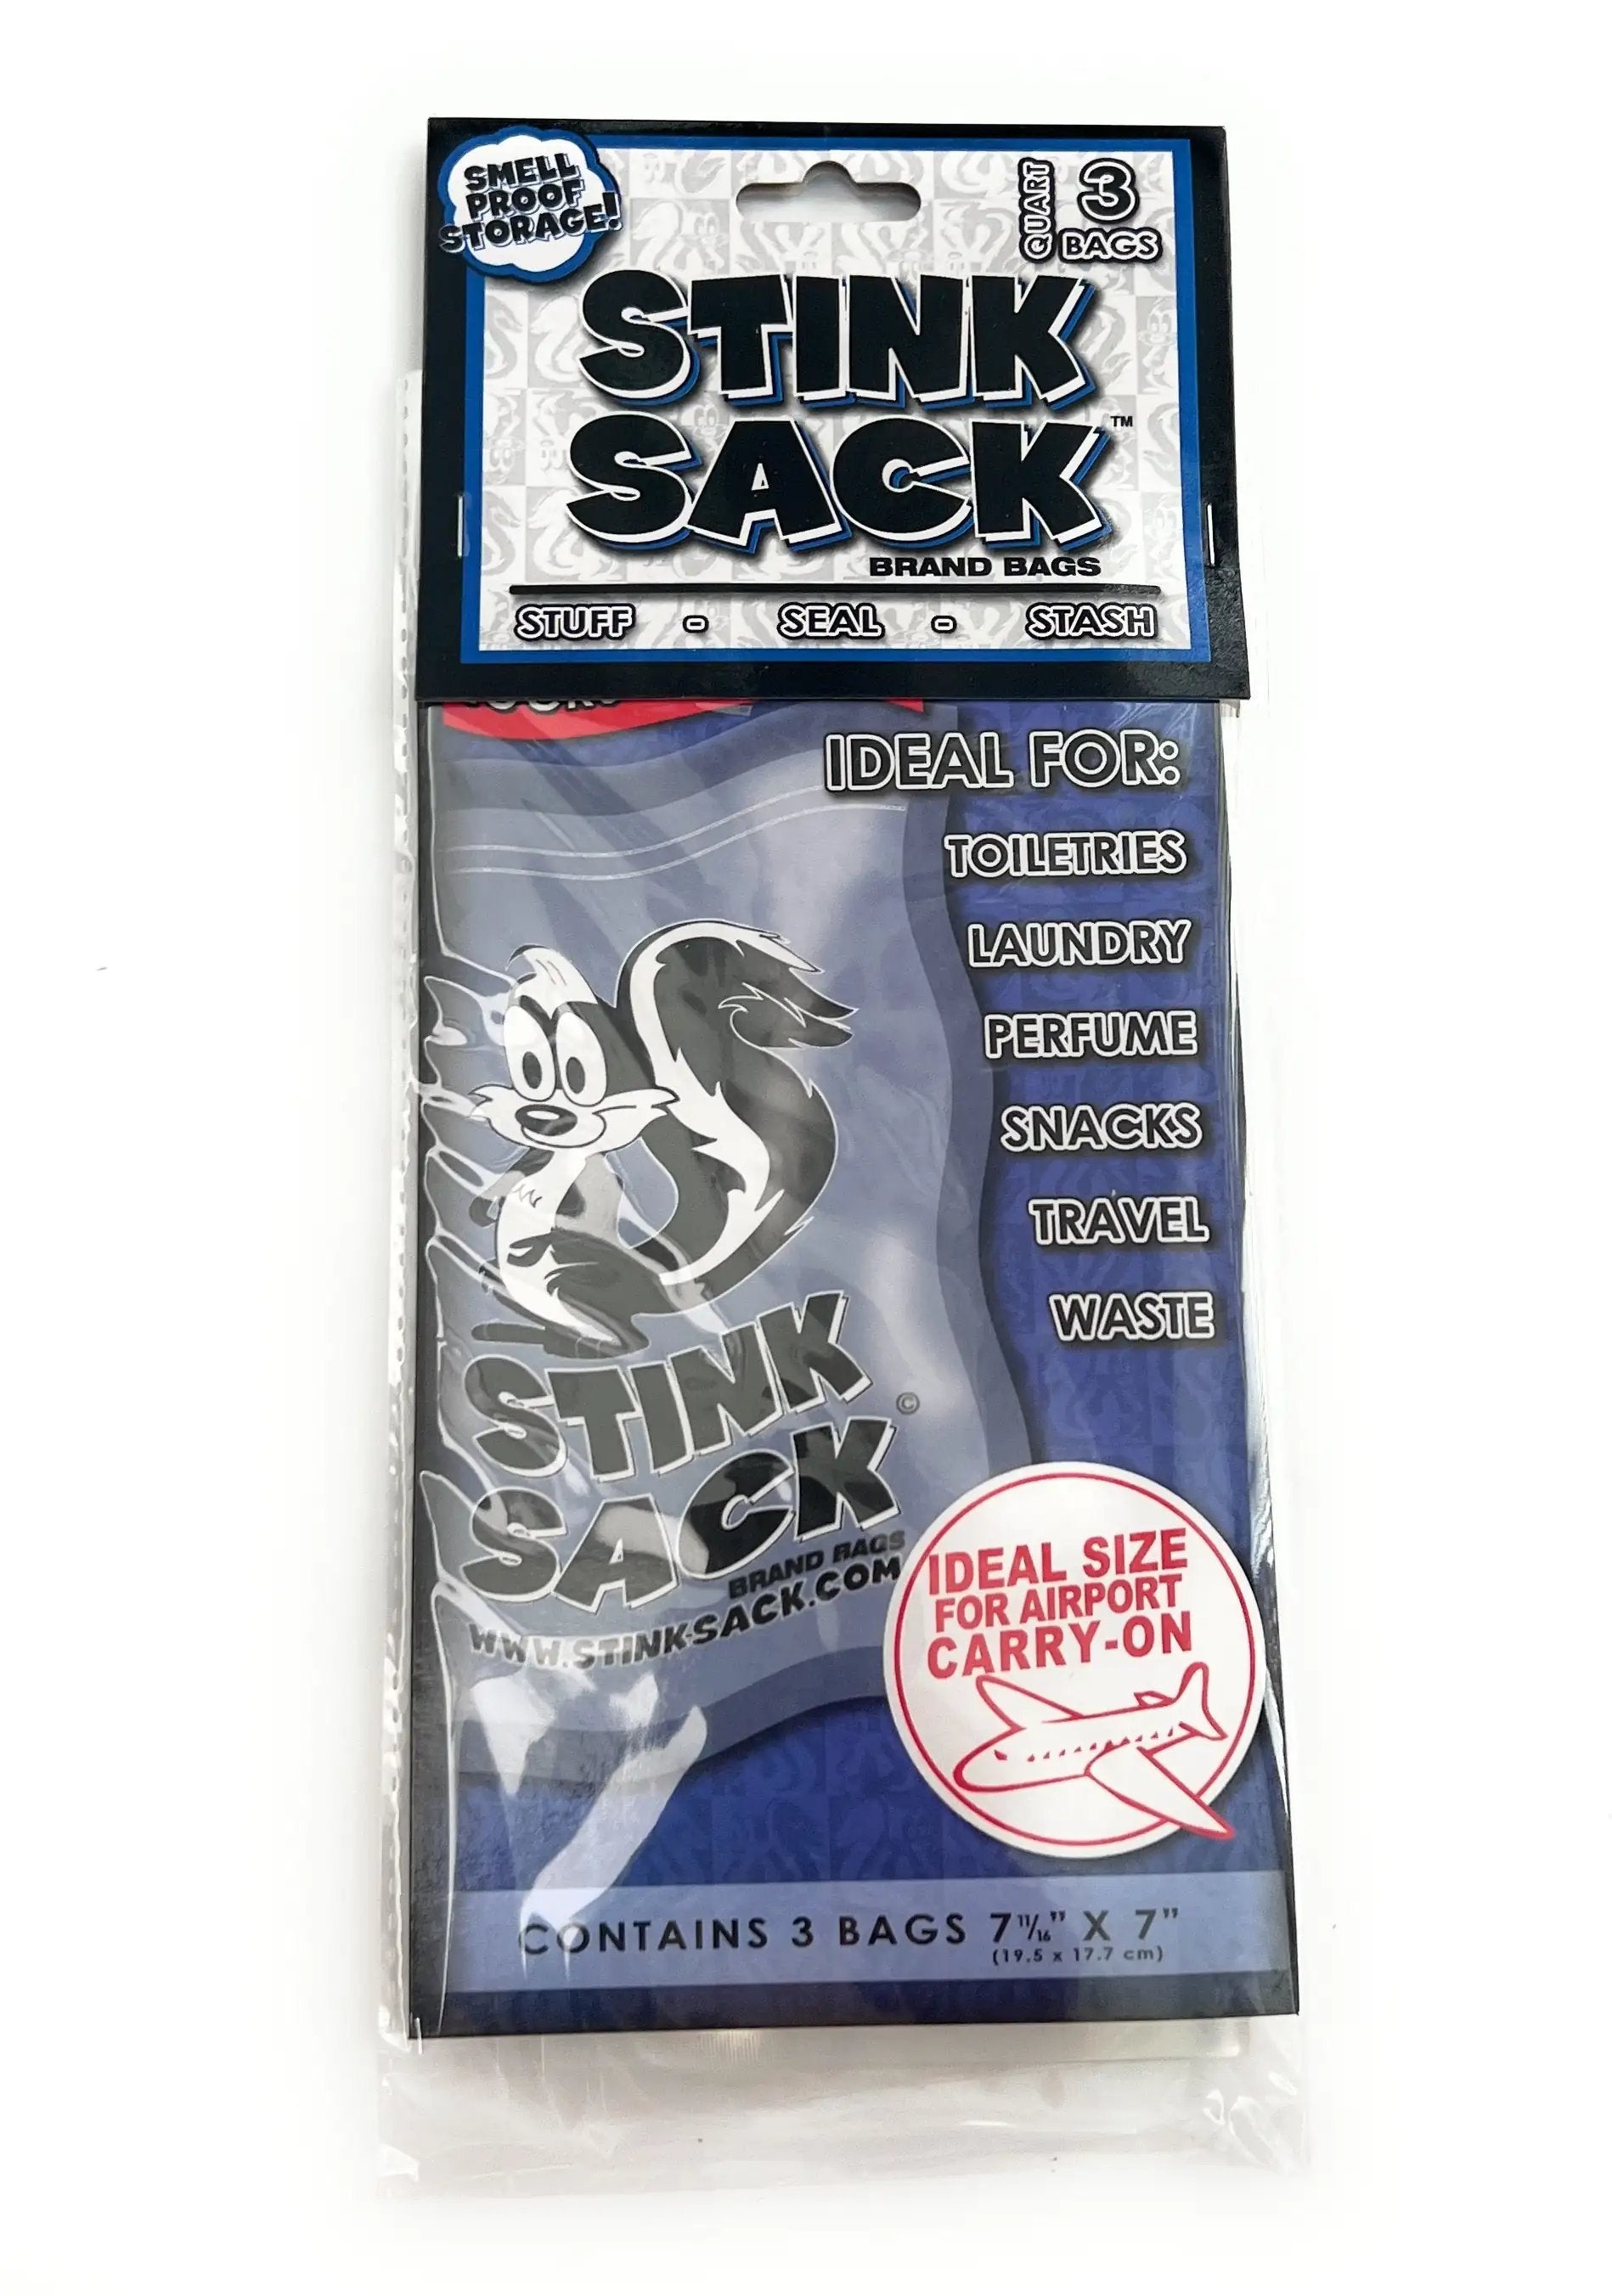 SMELL
PROOF
STORAGE!
QUART
3
BAGS
STINK
SACK™
BRAND BAGS
STUFF - SEAL - STASH
IDEAL FOR:
TOILETRIES
LAUNDRY
PERFUME
SNACKS
TRAVEL
WASTE
STINK
SACK©
BRAND BAGS
WWW.STINK-SACK.COM
IDEAL SIZE
FOR AIRPORT
CARRY-ON
CONTAINS 3 BAGS 7 11/16" X 7"
(19.5 x 17.7 cm)